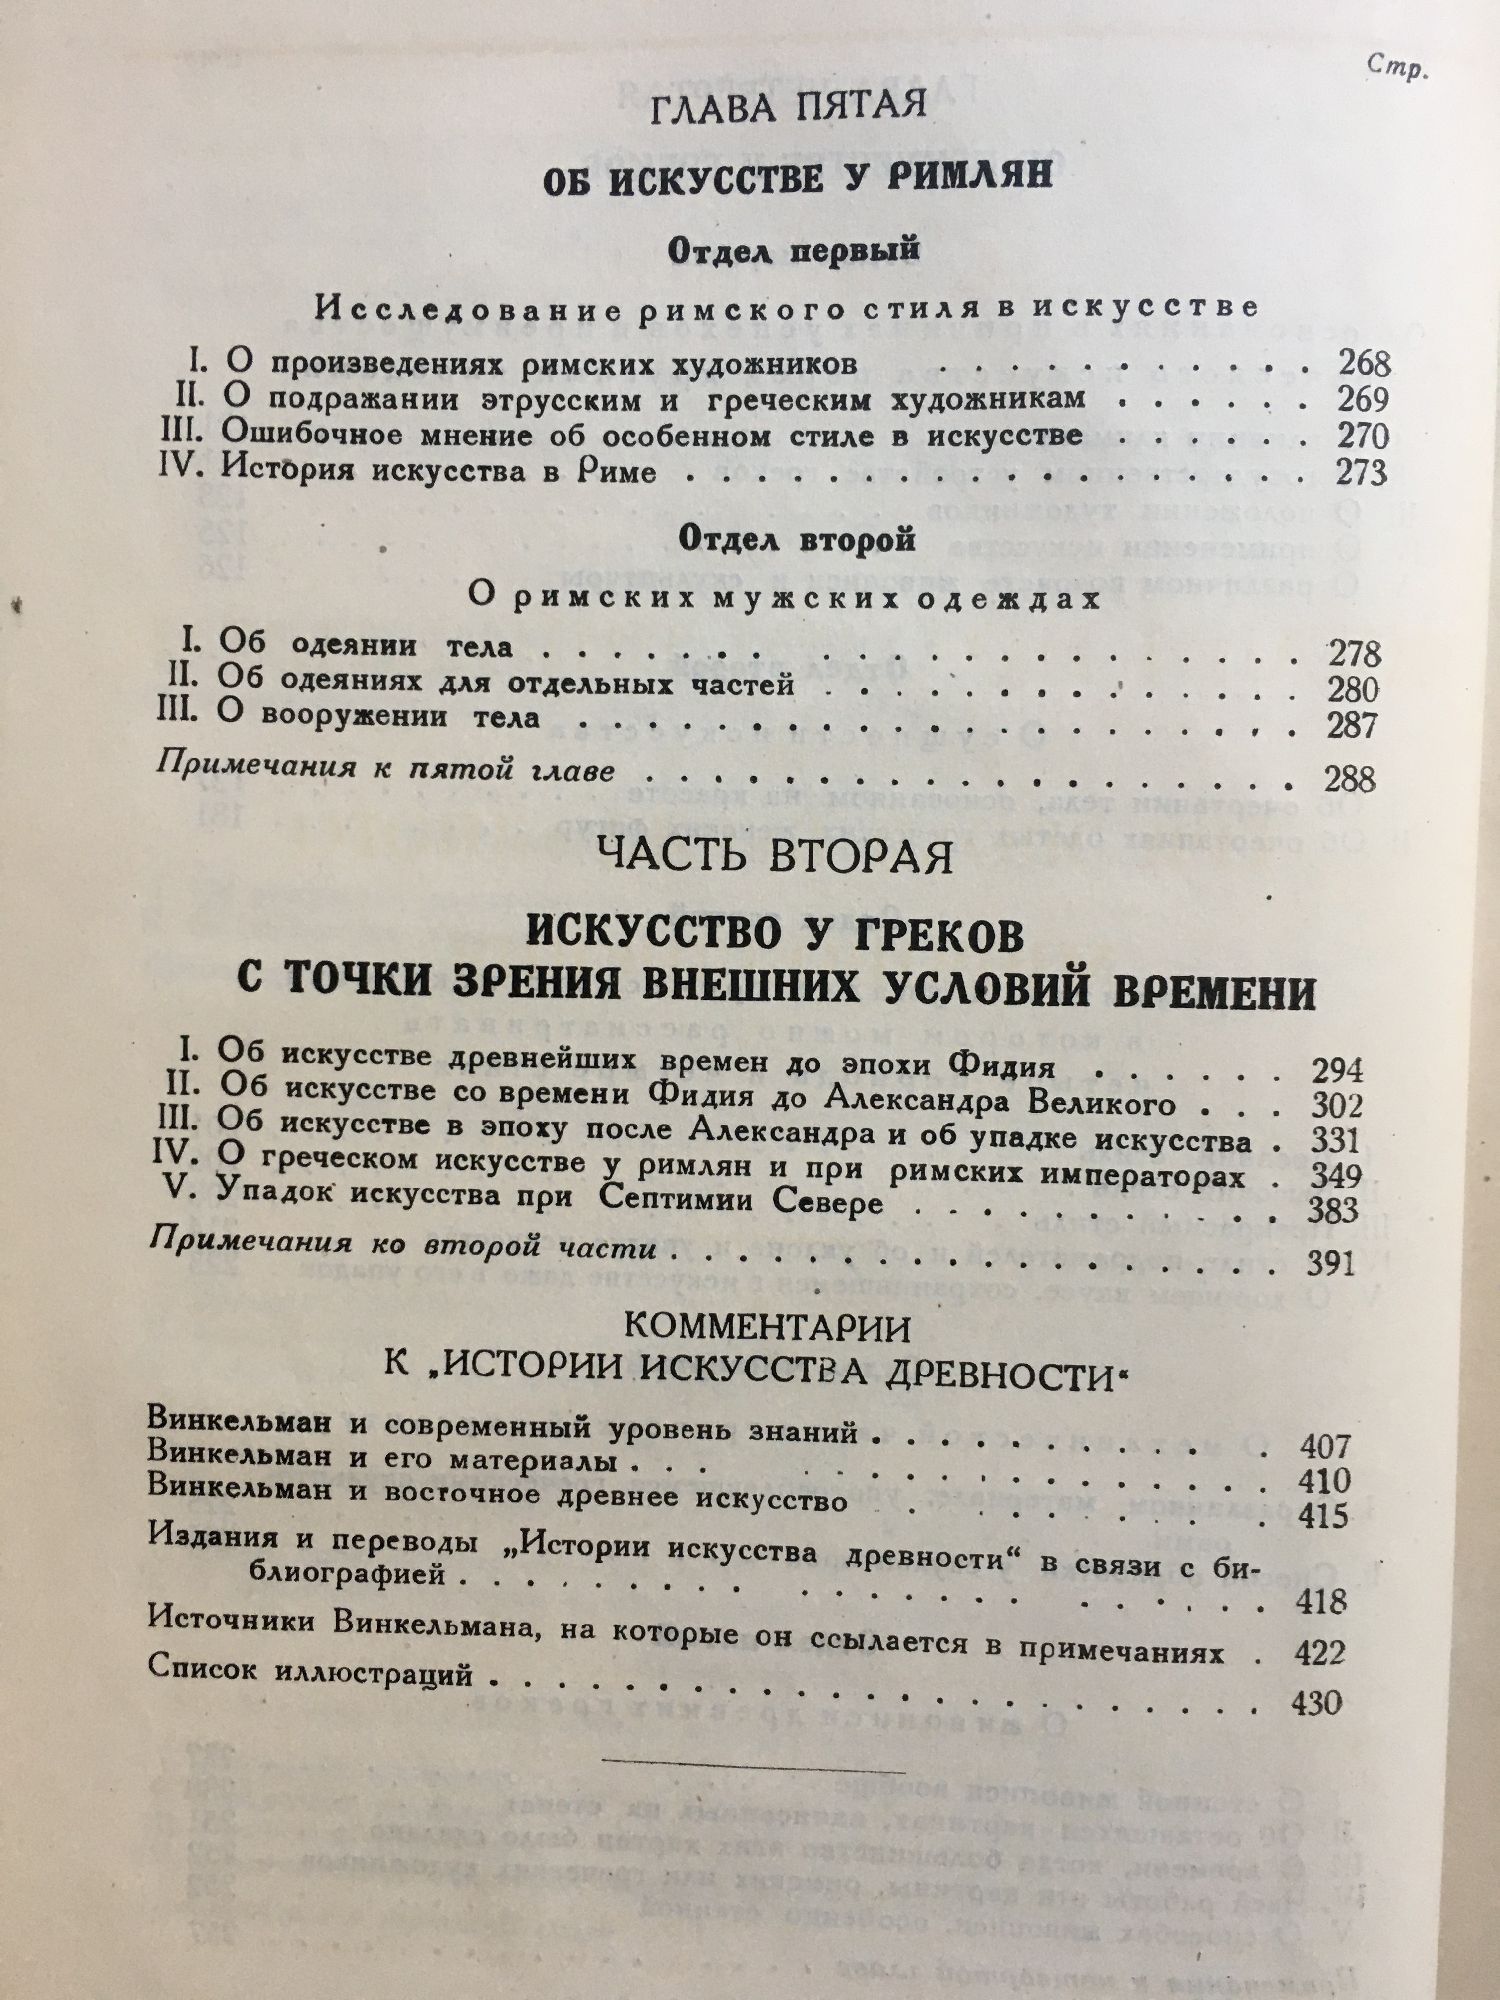 Стр.
ГЛАВА ПЯТАЯ
ОБ ИСКУССТВЕ У РИМЛЯН
Отдел первый
Исследование римского стиля в искусстве
I. О произведениях римских художников . . . . . . . . . . . 268
II. О подражании этрусским и греческим художникам . . . . . . 269
III. Ошибочное мнение об особенном стиле в искусстве . . . . . . 270
IV. История искусства в Риме . . . . . . . . . . . . . . . . . . 273
Отдел второй
О римских мужских одеждах
I. Об одеянии тела . . . . . . . . . . . . . . . . . . . . . 278
II. Об одеяниях для отдельных частей . . . . . . . . . . . . . . 280
III. О вооружении тела . . . . . . . . . . . . . . . . . . . . . 287
Примечания к пятой главе . . . . . . . . . . . . . . . . . . . 288
ЧАСТЬ ВТОРАЯ
ИСКУССТВО У ГРЕКОВ
С ТОЧКИ ЗРЕНИЯ ВНЕШНИХ УСЛОВИЙ ВРЕМЕНИ
I. Об искусстве древнейших времен до эпохи Фидия . . . . . . 294
II. Об искусстве со времени Фидия до Александра Великого . . . 302
III. Об искусстве в эпоху после Александра и об упадке искусства . 331
IV. О греческом искусстве у римлян и при римских императорах . 349
V. Упадок искусства при Септимии Севере . . . . . . . . . . . 383
Примечания ко второй части . . . . . . . . . . . . . . . . . . 391
КОММЕНТАРИИ
К „ИСТОРИИ ИСКУССТВА ДРЕВНОСТИ“
Винкельман и современный уровень знаний . . . . . . . . . . . 407
Винкельман и его материалы . . . . . . . . . . . . . . . . . 410
Винкельман и восточное древнее искусство . . . . . . . . . . 415
Издания и переводы „Истории искусства древности“ в связи с би-
блиографией . . . . . . . . . . . . . . . . . . . . . . . 418
Источники Винкельмана, на которые он ссылается в примечаниях . 422
Список иллюстраций . . . . . . . . . . . . . . . . . . . . . . 430